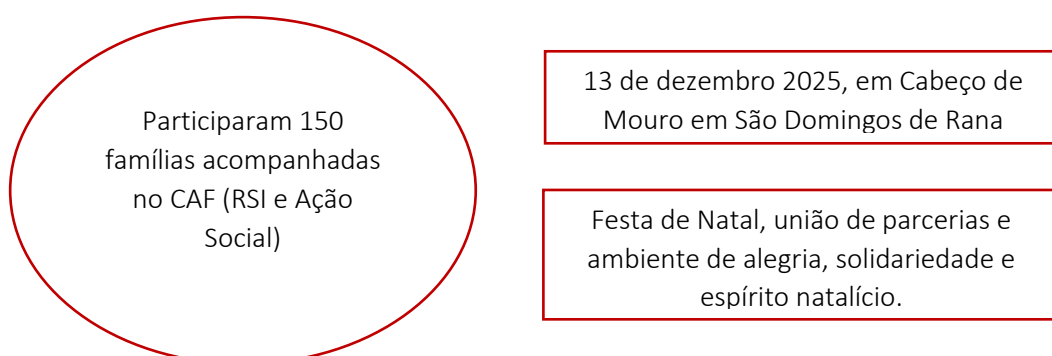 Participaram 150
famílias acompanhadas
no CAF (RSI e Ação
Social)
13 de dezembro 2025, em Cabeço de
Mouro em São Domingos de Rana
Festa de Natal, união de parcerias e
ambiente de alegria, solidariedade e
espírito natalício.